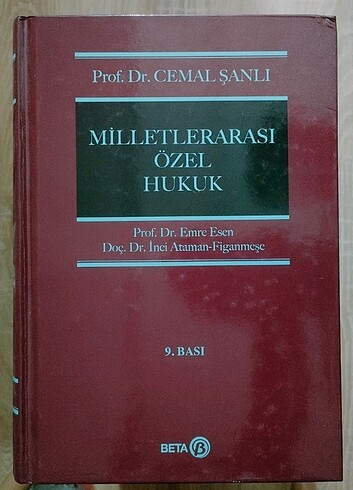 Prof. Dr. CEMAL ŞANLI
MİLLETLERARASI
ÖZEL
HUKUK
Prof. Dr. Emre Esen
Doç. Dr. İnci Ataman-Figanmeşe
9. BASI
BETA B